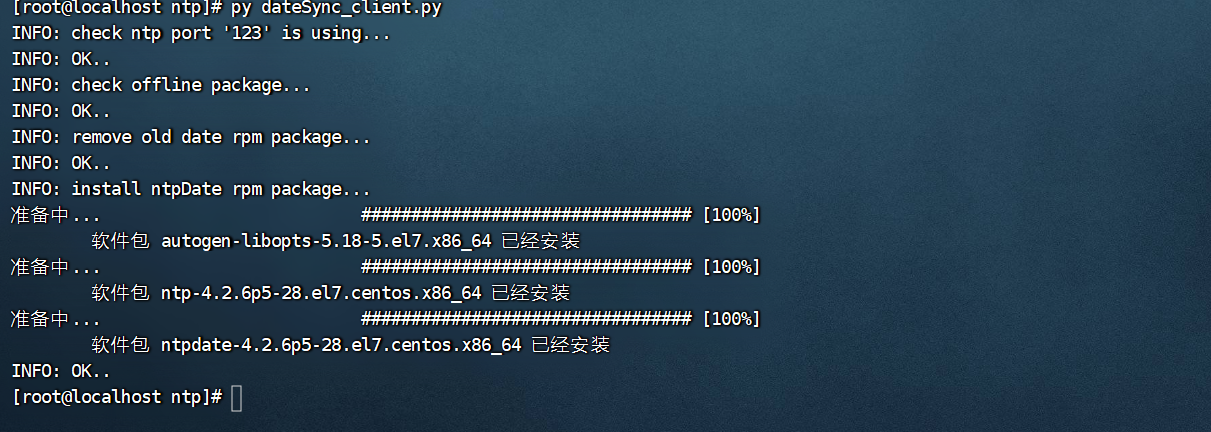 [root@localhost ntp]# py dateSync_client.py
INFO: check ntp port '123' is using...
INFO: OK..
INFO: check offline package...
INFO: OK..
INFO: remove old date rpm package...
INFO: OK..
INFO: install ntpDate rpm package...
准备中... ################################# [100%]
软件包 autogen-libopts-5.18-5.el7.x86_64 已经安装
准备中... ################################# [100%]
软件包 ntp-4.2.6p5-28.el7.centos.x86_64 已经安装
准备中... ################################# [100%]
软件包 ntpdate-4.2.6p5-28.el7.centos.x86_64 已经安装
INFO: OK..
[root@localhost ntp]#